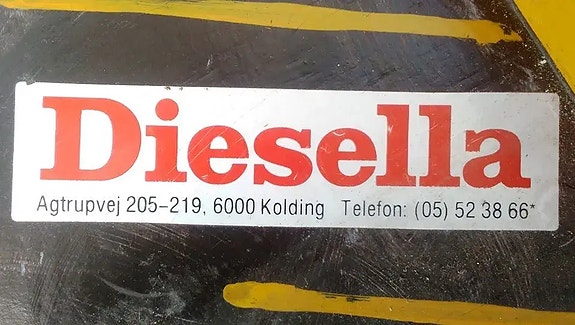 Diesella
Agtrupvej 205-219, 6000 Kolding Telefon: (05) 52 38 66*